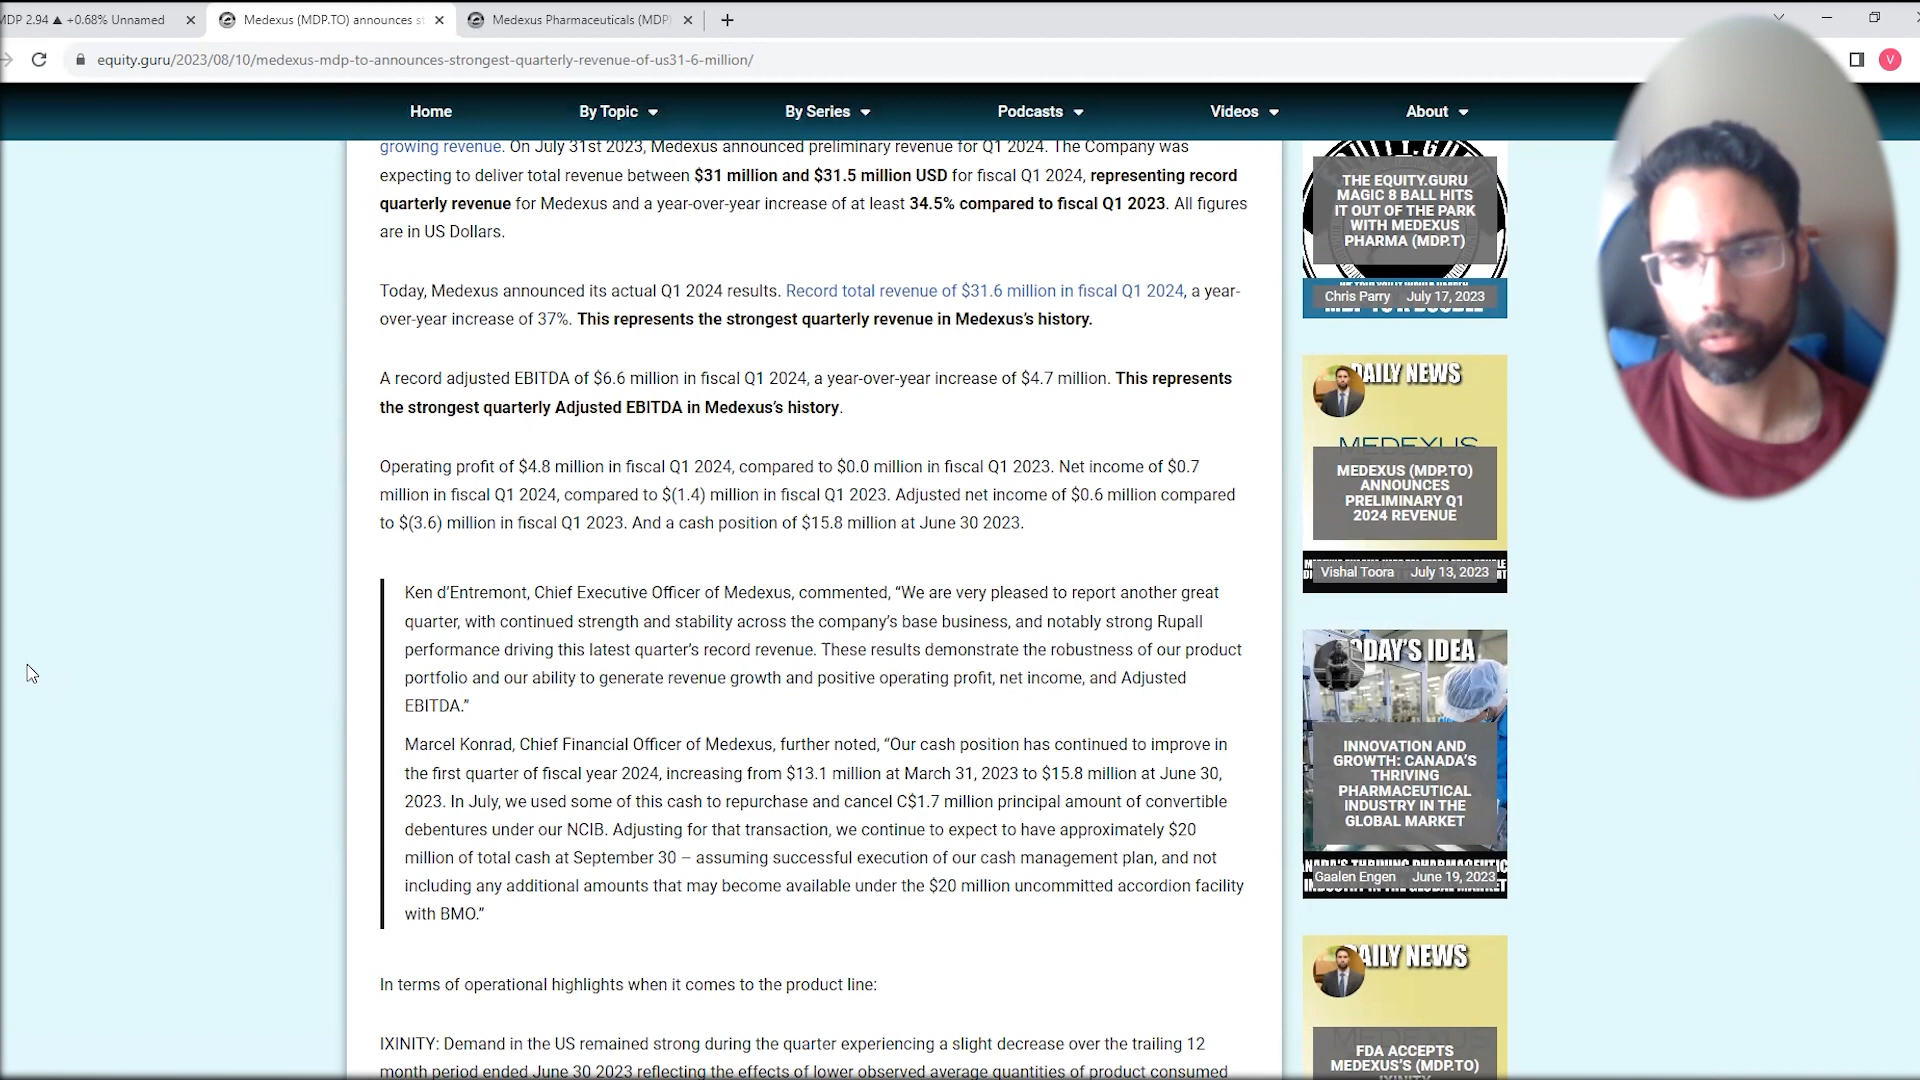 MDP 2.94 ▲ +0.68% Unnamed
Medexus (MDP.TO) announces st
Medexus Pharmaceuticals (MDP
equity.guru/2023/08/10/medexus-mdp-to-announces-strongest-quarterly-revenue-of-us31-6-million/
V
Home
By Topic
By Series
Podcasts
Videos
About
growing revenue. On July 31st 2023, Medexus announced preliminary revenue for Q1 2024. The Company was
expecting to deliver total revenue between $31 million and $31.5 million USD for fiscal Q1 2024, representing record
quarterly revenue for Medexus and a year-over-year increase of at least 34.5% compared to fiscal Q1 2023. All figures
are in US Dollars.
Today, Medexus announced its actual Q1 2024 results. Record total revenue of $31.6 million in fiscal Q1 2024, a year-
over-year increase of 37%. This represents the strongest quarterly revenue in Medexus's history.
A record adjusted EBITDA of $6.6 million in fiscal Q1 2024, a year-over-year increase of $4.7 million. This represents
the strongest quarterly Adjusted EBITDA in Medexus's history.
Operating profit of $4.8 million in fiscal Q1 2024, compared to $0.0 million in fiscal Q1 2023. Net income of $0.7
million in fiscal Q1 2024, compared to $(1.4) million in fiscal Q1 2023. Adjusted net income of $0.6 million compared
to $(3.6) million in fiscal Q1 2023. And a cash position of $15.8 million at June 30 2023.
Ken d'Entremont, Chief Executive Officer of Medexus, commented, “We are very pleased to report another great
quarter, with continued strength and stability across the company's base business, and notably strong Rupall
performance driving this latest quarter's record revenue. These results demonstrate the robustness of our product
portfolio and our ability to generate revenue growth and positive operating profit, net income, and Adjusted
EBITDA.”
Marcel Konrad, Chief Financial Officer of Medexus, further noted, “Our cash position has continued to improve in
the first quarter of fiscal year 2024, increasing from $13.1 million at March 31, 2023 to $15.8 million at June 30,
2023. In July, we used some of this cash to repurchase and cancel C$1.7 million principal amount of convertible
debentures under our NCIB. Adjusting for that transaction, we continue to expect to have approximately $20
million of total cash at September 30 – assuming successful execution of our cash management plan, and not
including any additional amounts that may become available under the $20 million uncommitted accordion facility
with BMO.”
In terms of operational highlights when it comes to the product line:
IXINITY: Demand in the US remained strong during the quarter experiencing a slight decrease over the trailing 12
month period ended June 30 2023 reflecting the effects of lower observed average quantities of product consumed
THE EQUITY.GURU
MAGIC 8 BALL HITS
IT OUT OF THE PARK
WITH MEDEXUS
PHARMA (MDP.T)
Chris Parry July 17, 2023
DAILY NEWS
MEDEXUS
MEDEXUS (MDP.TO)
ANNOUNCES
PRELIMINARY Q1
2024 REVENUE
Vishal Toora July 13, 2023
TODAY'S IDEA
INNOVATION AND
GROWTH: CANADA'S
THRIVING
PHARMACEUTICAL
INDUSTRY IN THE
GLOBAL MARKET
Gaalen Engen June 19, 2023
DAILY NEWS
FDA ACCEPTS
MEDEXUS'S (MDP.TO)
IXINITY